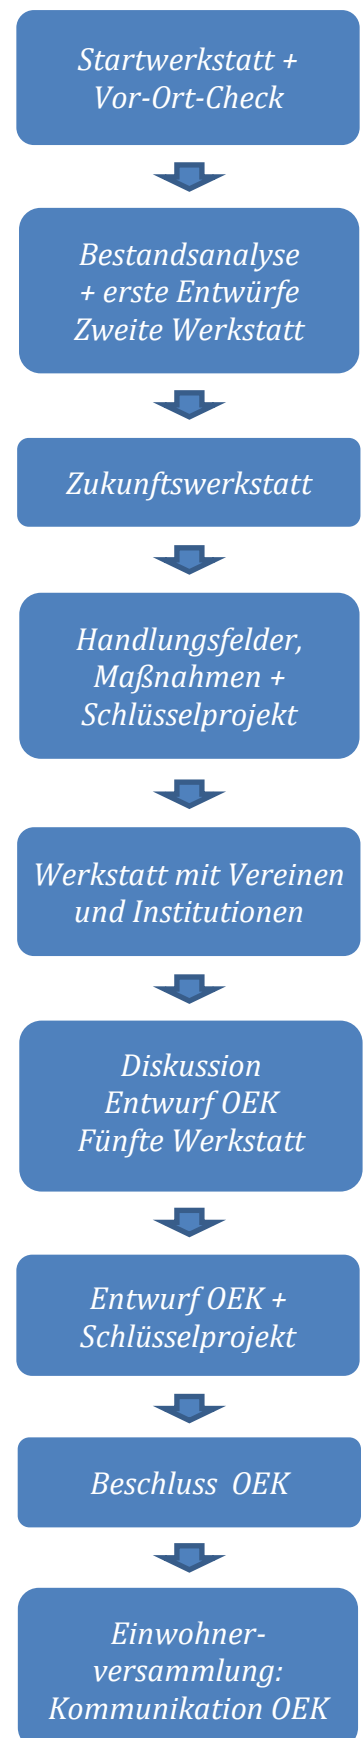 Startwerkstatt +
Vor-Ort-Check
Bestandsanalyse
+ erste Entwürfe
Zweite Werkstatt
Zukunftswerkstatt
Handlungsfelder,
Maßnahmen +
Schlüsselprojekt
Werkstatt mit Vereinen
und Institutionen
Diskussion
Entwurf OEK
Fünfte Werkstatt
Entwurf OEK +
Schlüsselprojekt
Beschluss OEK
Einwohner-
versammlung:
Kommunikation OEK